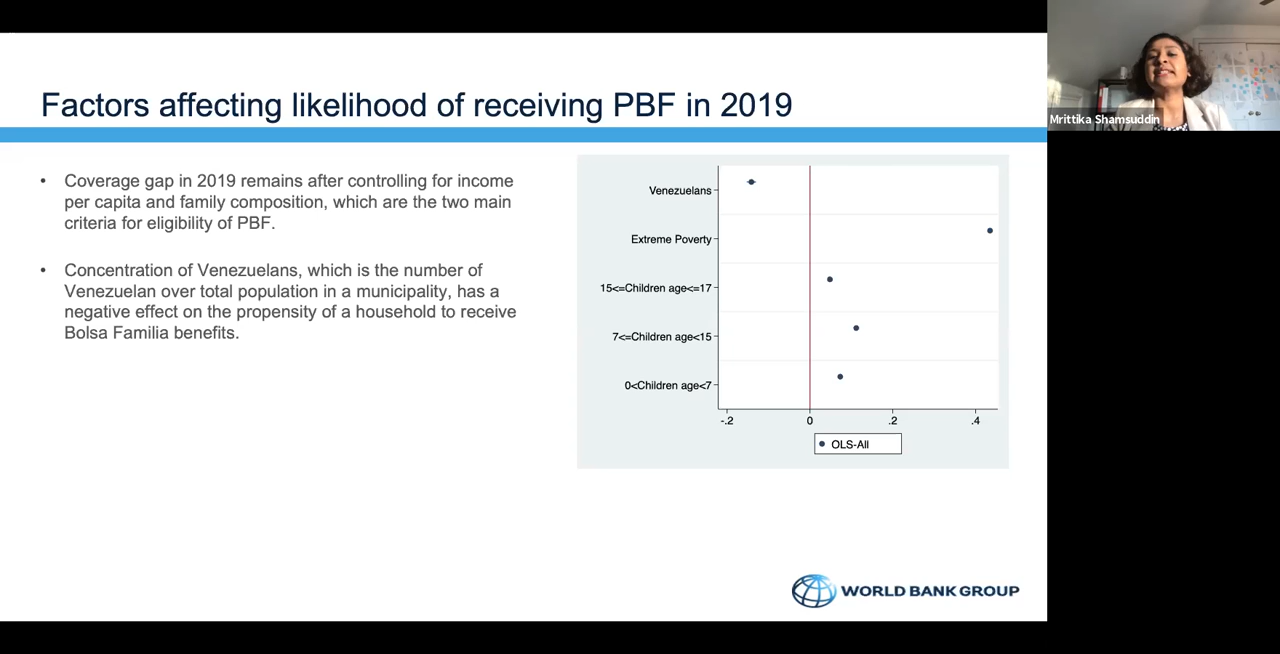 Factors affecting likelihood of receiving PBF in 2019
• Coverage gap in 2019 remains after controlling for income
per capita and family composition, which are the two main
criteria for eligibility of PBF.
• Concentration of Venezuelans, which is the number of
Venezuelan over total population in a municipality, has a
negative effect on the propensity of a household to receive
Bolsa Familia benefits.
Venezuelans
Extreme Poverty
15<=Children age<=17
7<=Children age<15
0<Children age<7
-.2 0 .2 .4
OLS-All
WORLD BANK GROUP
Mrittika Shamsuddin